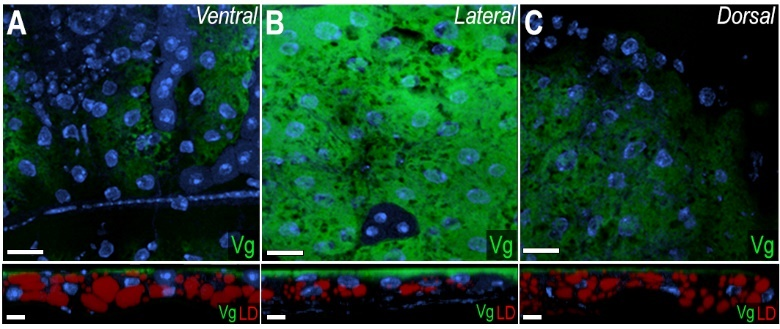 A Ventral
B Lateral
C Dorsal
Vg
Vg
Vg
Vg LD
Vg LD
Vg LD